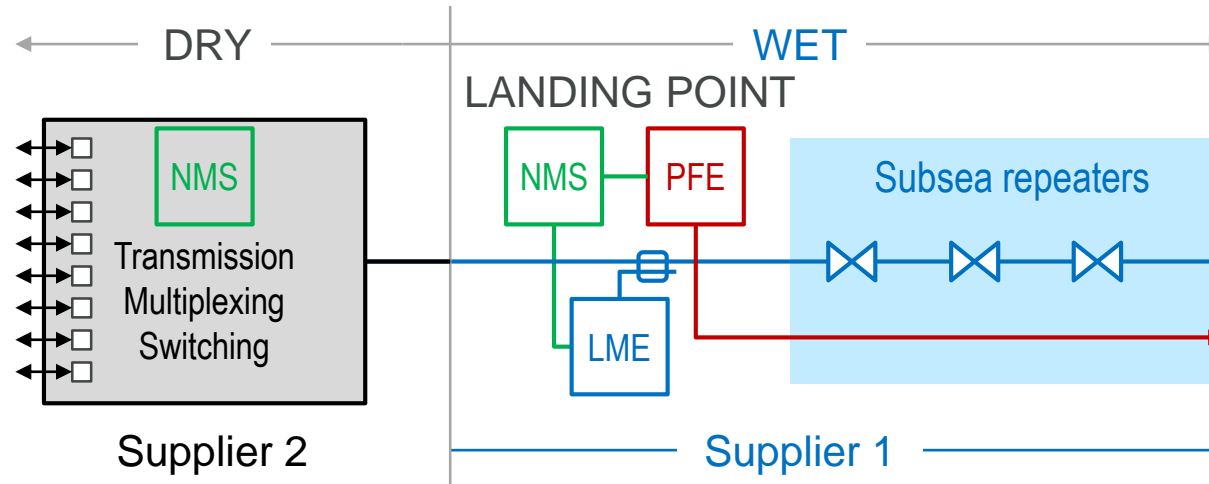 DRY
WET
LANDING POINT
NMS
Transmission
Multiplexing
Switching
NMS
PFE
LME
Subsea repeaters
Supplier 2
Supplier 1